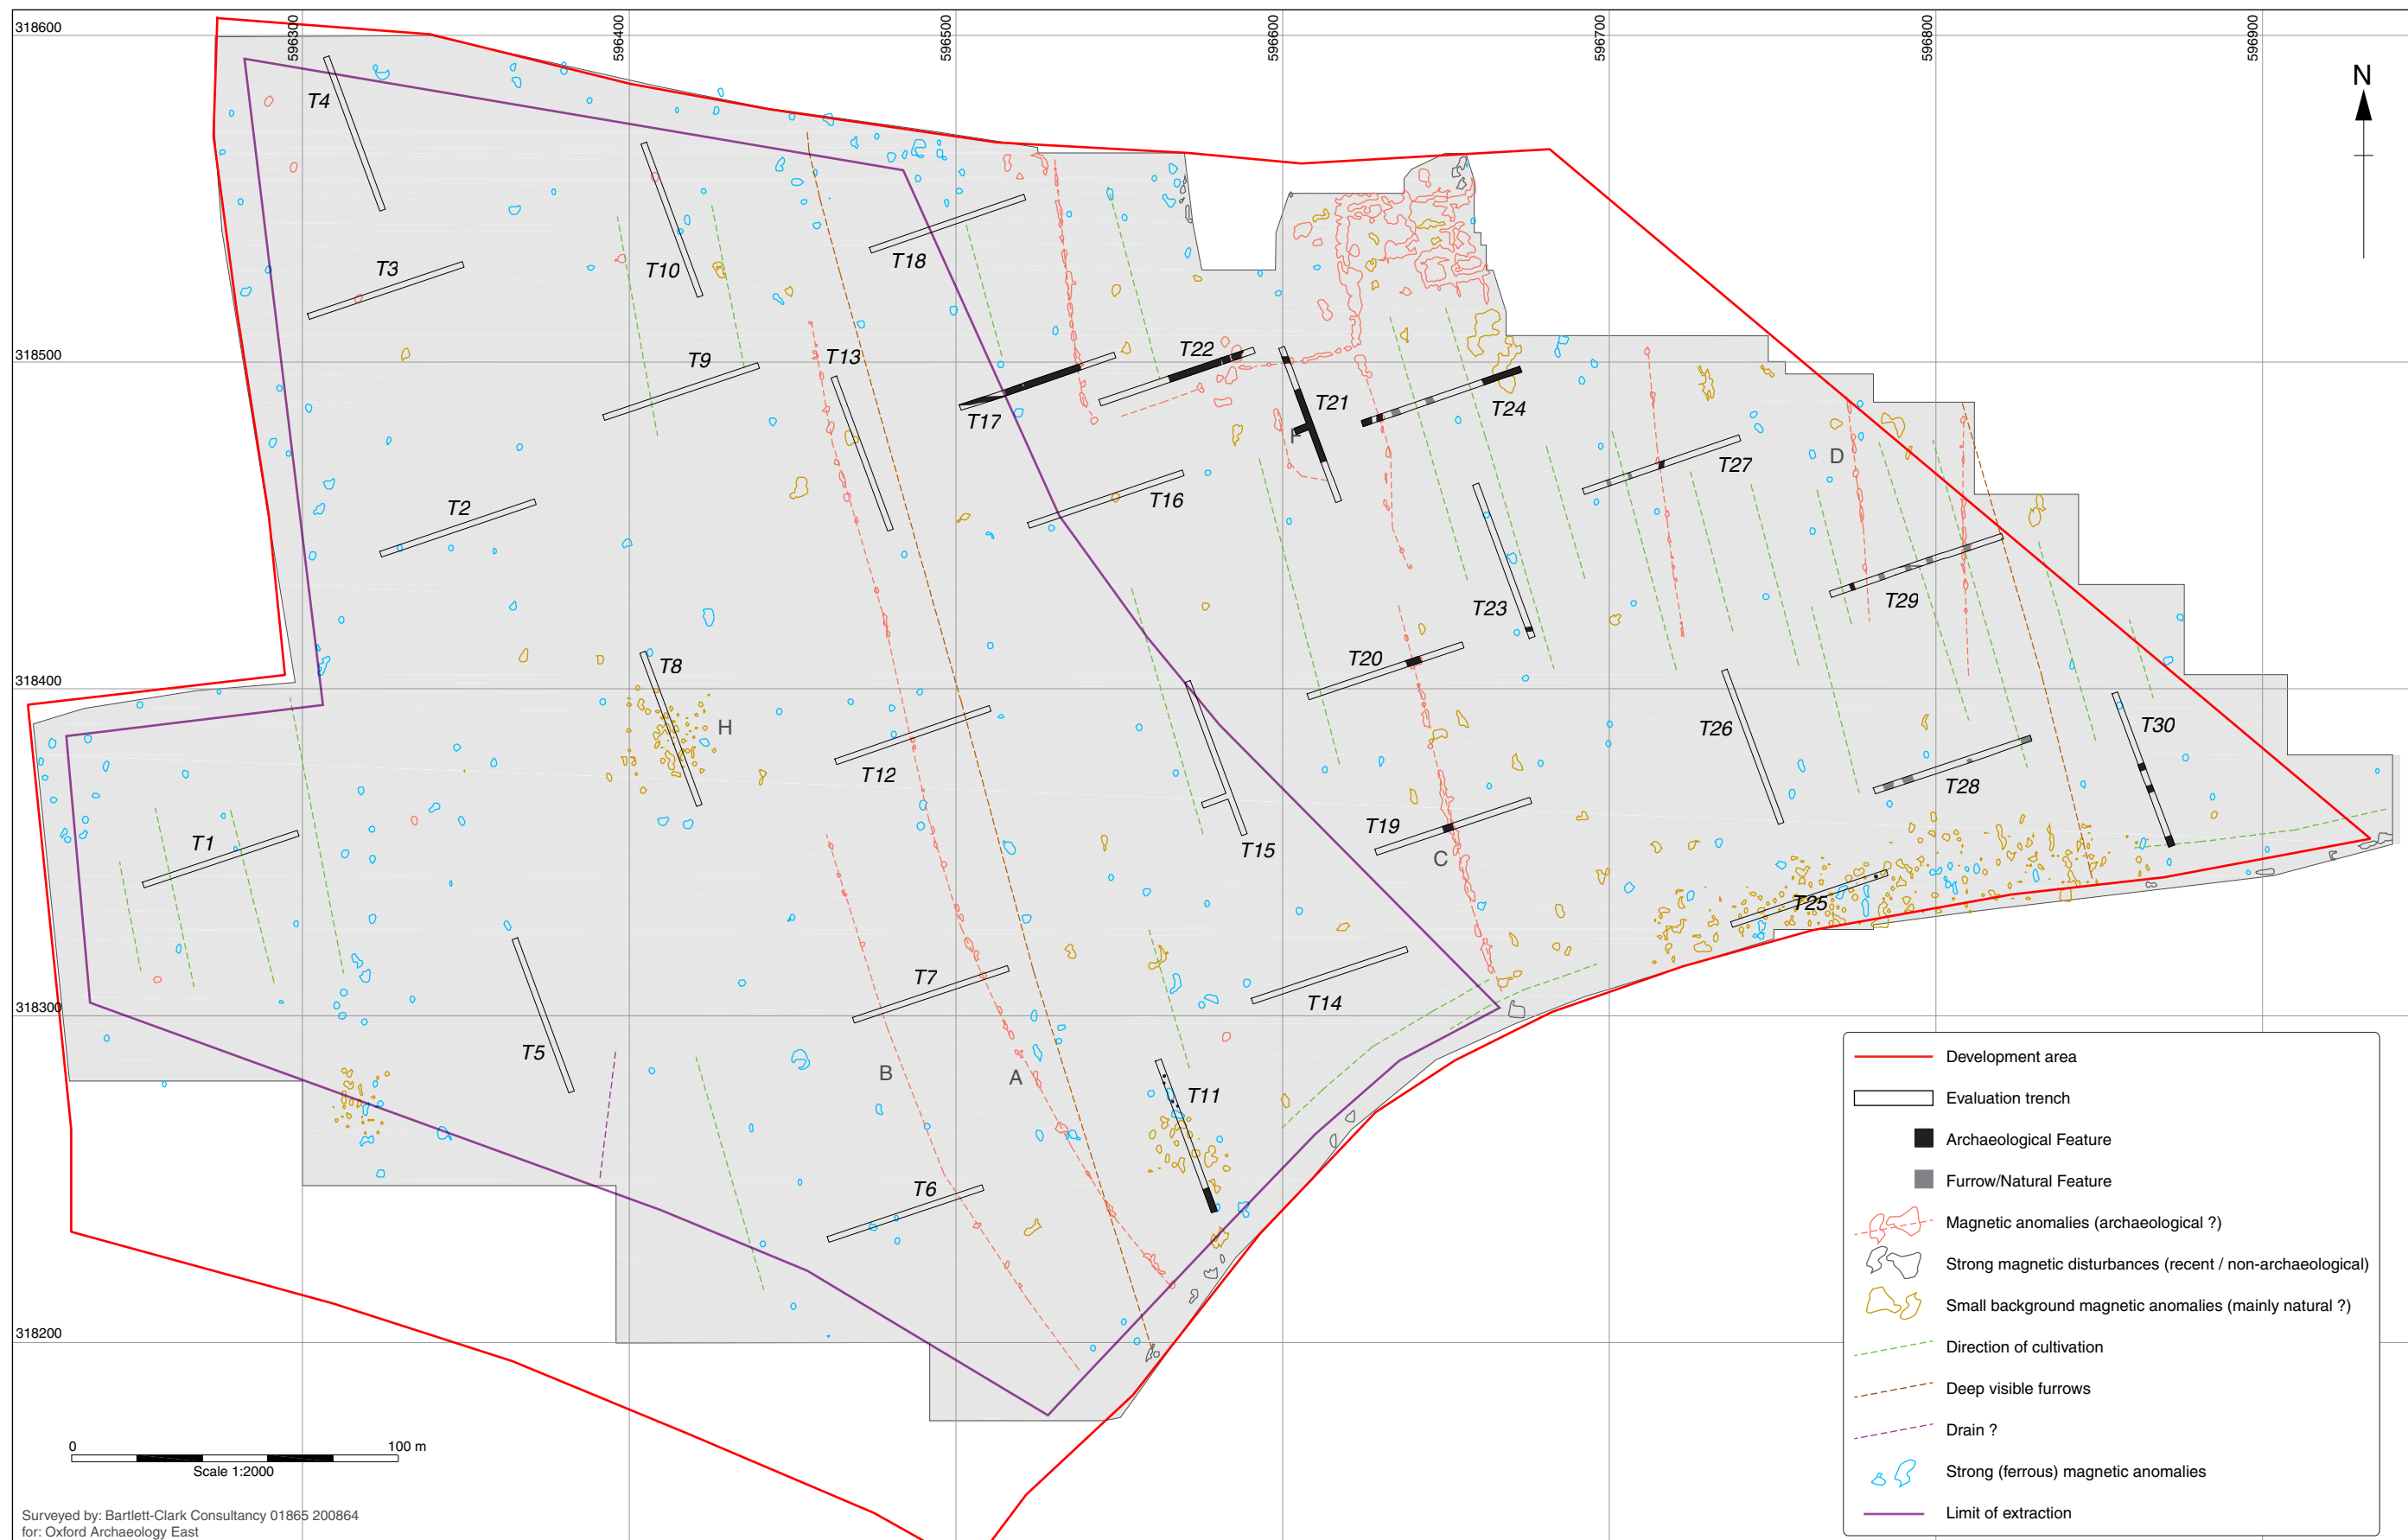 596300
596400
596500
596600
596700
596800
596900
318600
N
T4
T3
T10
T18
T9
T13
T22
318500
T17
T21
F
T24
T27
D
T2
T16
T29
T23
T8
T20
318400
H
T12
T26
T30
T28
T1
T19
T15
C
T25
T7
T14
318300
T5
B
A
T11
T6
318200
Development area
Evaluation trench
Archaeological Feature
Furrow/Natural Feature
Magnetic anomalies (archaeological ?)
Strong magnetic disturbances (recent / non-archaeological)
Small background magnetic anomalies (mainly natural ?)
Direction of cultivation
Deep visible furrows
Drain ?
Strong (ferrous) magnetic anomalies
Limit of extraction
0 100 m
Scale 1:2000
Surveyed by: Bartlett-Clark Consultancy 01865 200864
for: Oxford Archaeology East